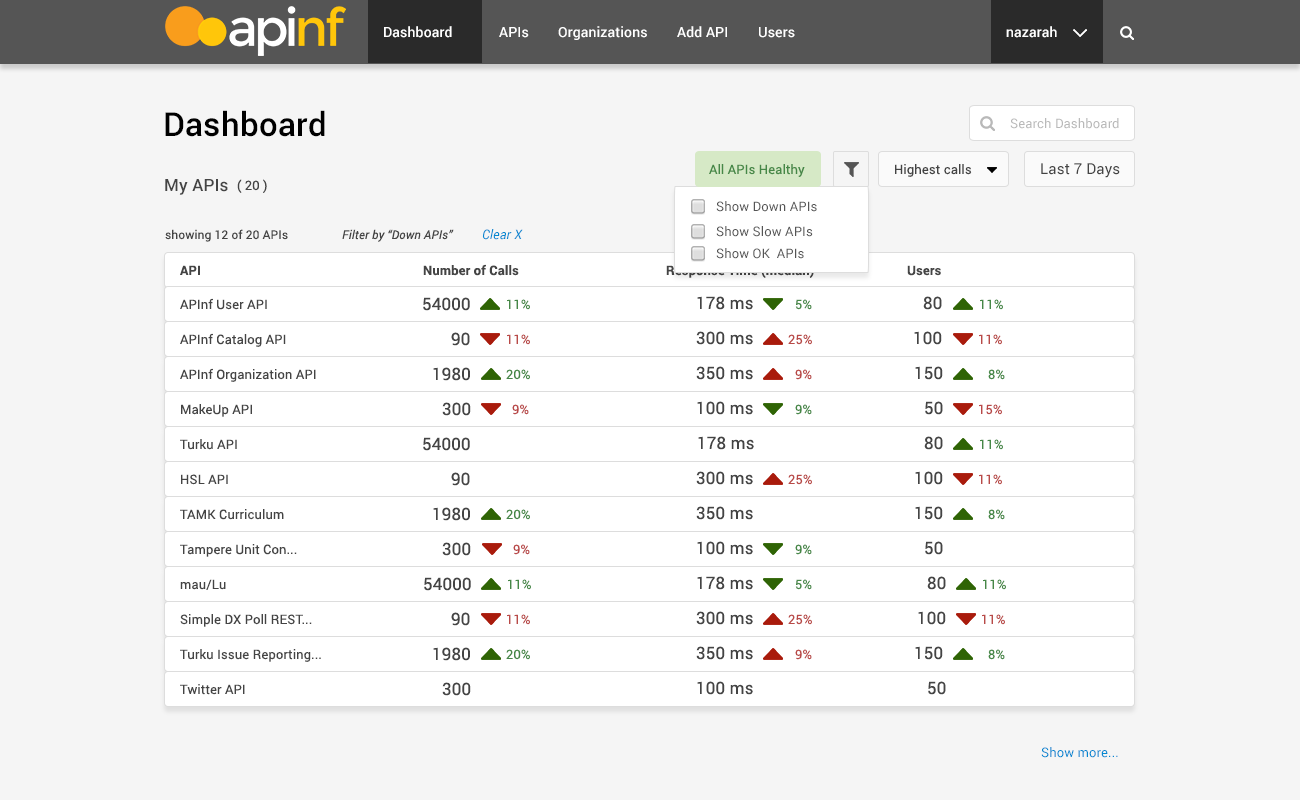 apinf Dashboard APIs Organizations Add API Users nazarah
Dashboard
Search Dashboard
My APIs ( 20 )
All APIs Healthy Highest calls Last 7 Days
Show Down APIs
Show Slow APIs
Show OK APIs
showing 12 of 20 APIs Filter by “Down APIs” Clear X
API Number of Calls Response Time (median) Users
APInf User API 54000 11% 178 ms 5% 80 11%
APInf Catalog API 90 11% 300 ms 25% 100 11%
APInf Organization API 1980 20% 350 ms 9% 150 8%
MakeUp API 300 9% 100 ms 9% 50 15%
Turku API 54000 178 ms 80 11%
HSL API 90 300 ms 25% 100 11%
TAMK Curriculum 1980 20% 350 ms 150 8%
Tampere Unit Con... 300 9% 100 ms 9% 50
mau/Lu 54000 11% 178 ms 5% 80 11%
Simple DX Poll REST... 90 11% 300 ms 25% 100 11%
Turku Issue Reporting... 1980 20% 350 ms 9% 150 8%
Twitter API 300 100 ms 50
Show more...